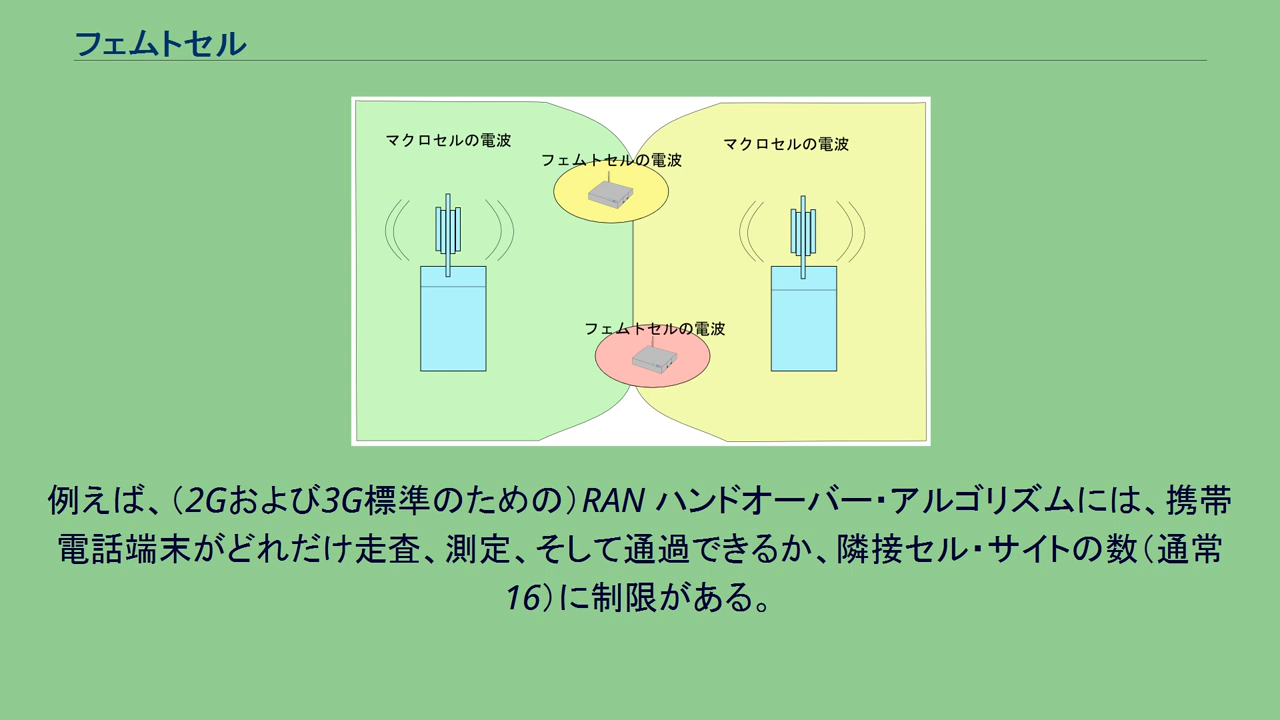 フェムトセル
マクロセルの電波
マクロセルの電波
フェムトセルの電波
フェムトセルの電波
例えば、（2Gおよび3G標準のための）RAN ハンドオーバー・アルゴリズムには、携帯
電話端末がどれだけ走査、測定、そして通過できるか、隣接セル・サイトの数（通常
16）に制限がある。